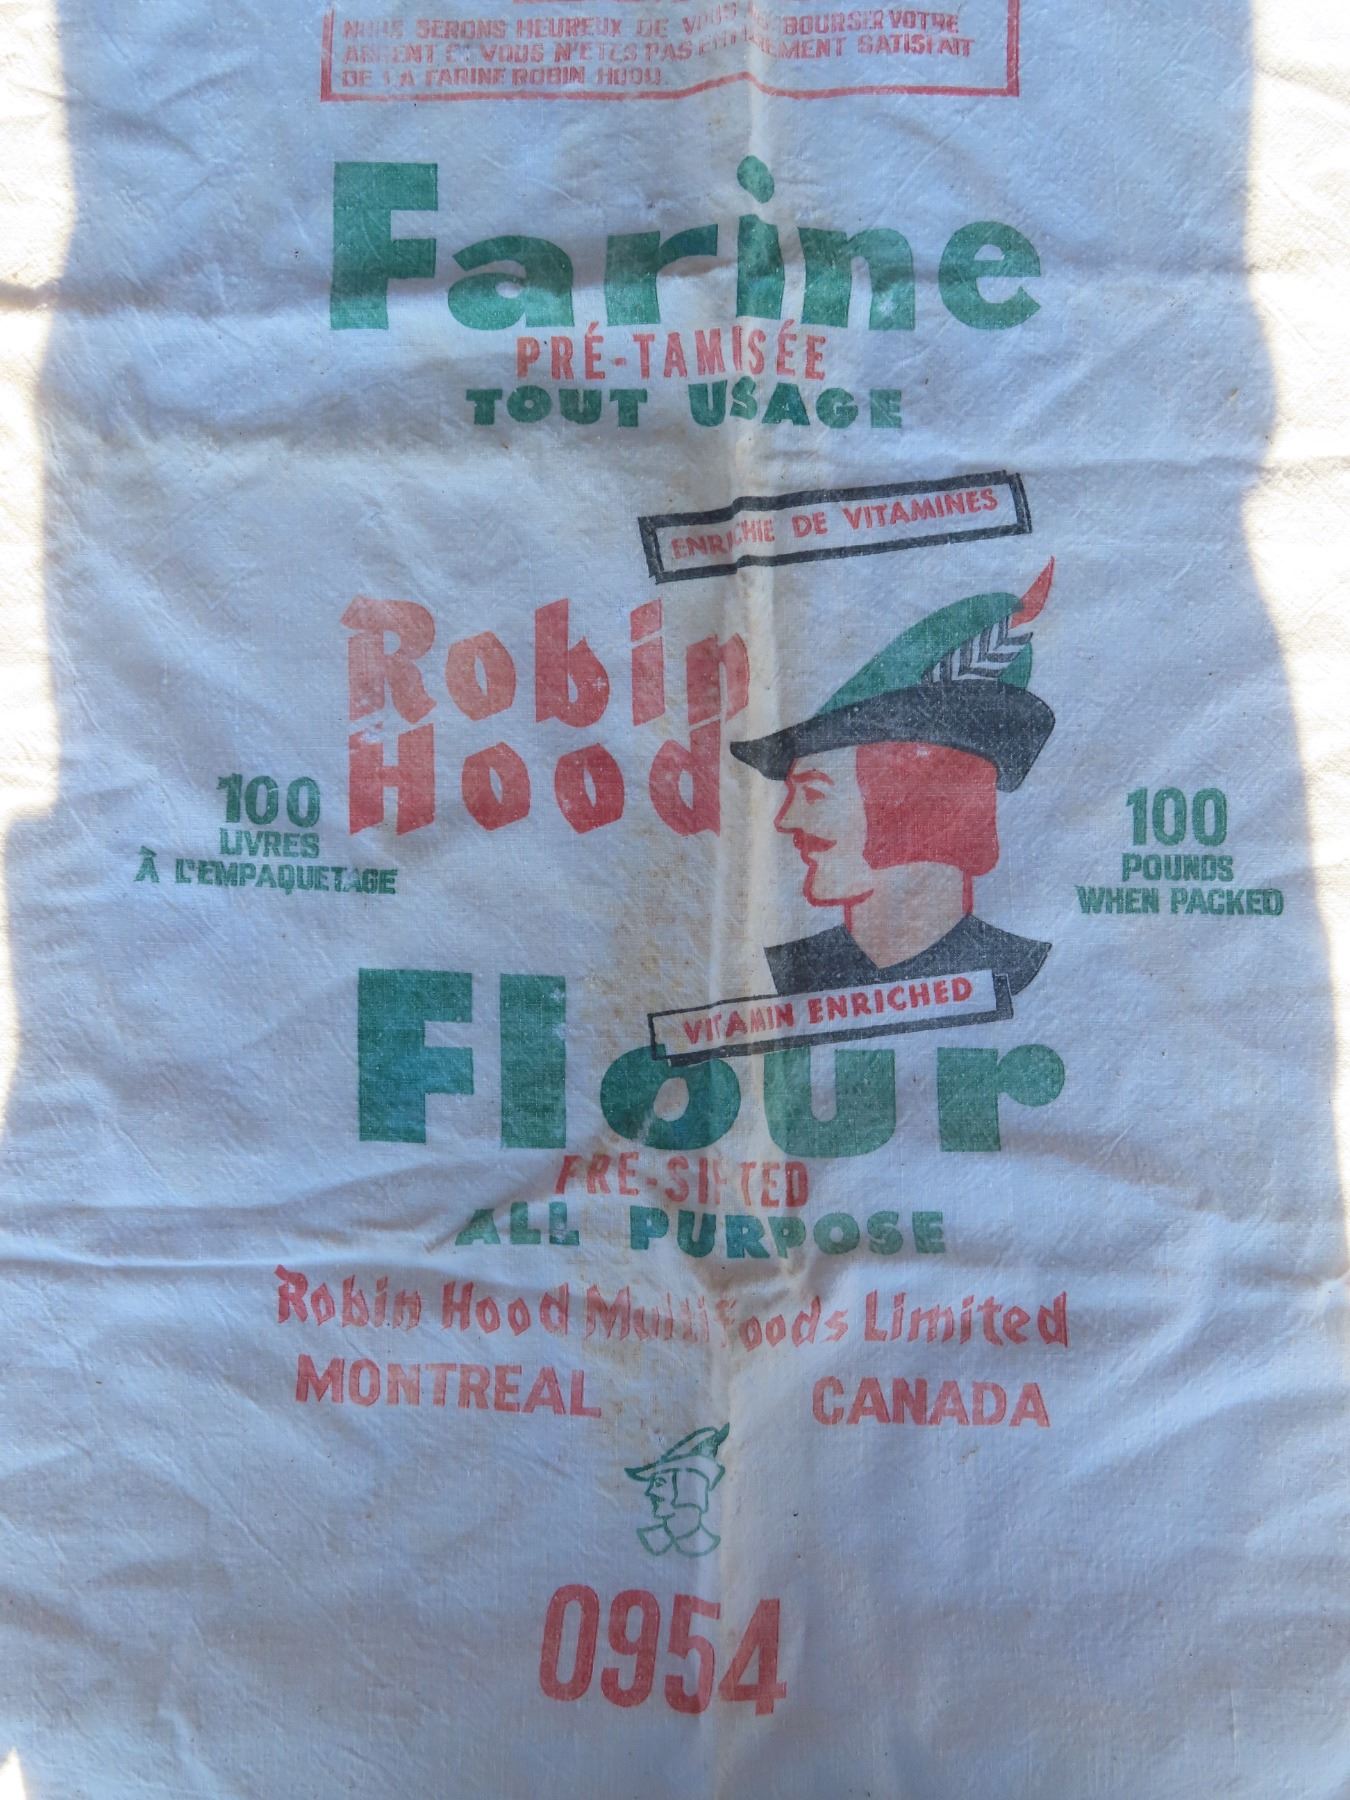 NOUS SERONS HEUREUX DE VOUS REMBOURSER VOTRE
ARGENT SI VOUS N'ETES PAS ENTIEREMENT SATISFAIT
DE LA FARINE ROBIN HOOD
Farine
PRÉ-TAMISÉE
TOUT USAGE
ENRICHIE DE VITAMINES
Robin
Hood
100
LIVRES
À L'EMPAQUETAGE
100
POUNDS
WHEN PACKED
VITAMIN ENRICHED
Flour
PRE-SIFTED
ALL PURPOSE
Robin Hood Multifoods Limited
MONTREAL CANADA
0954